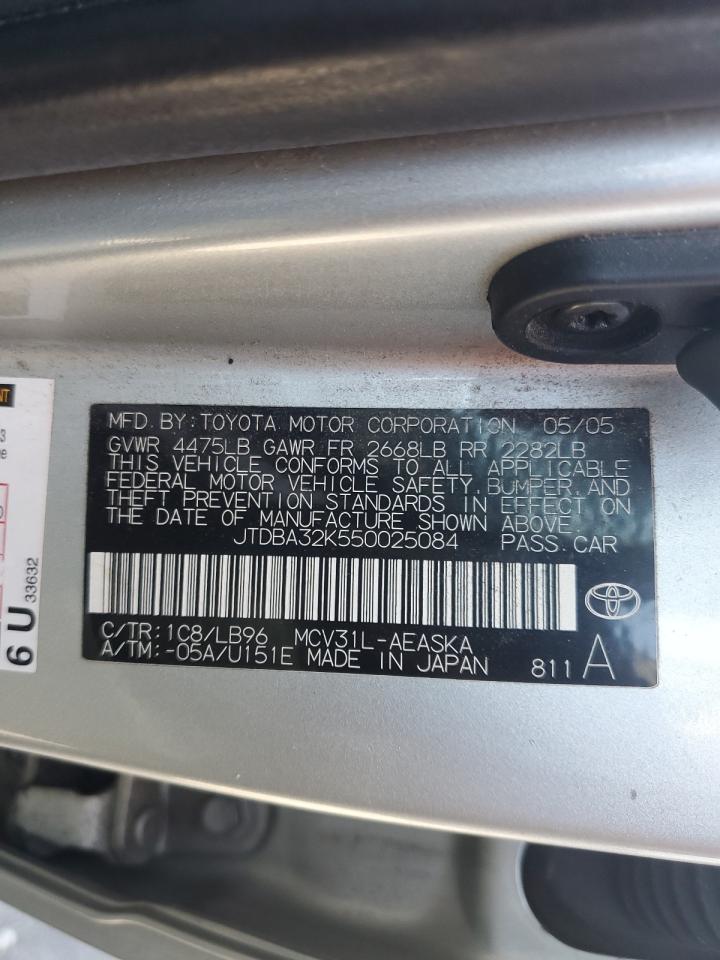 MFD. BY: TOYOTA MOTOR CORPORATION 05/05
GVWR 4475LB GAWR FR 2668LB RR 2282LB
THIS VEHICLE CONFORMS TO ALL APPLICABLE
FEDERAL MOTOR VEHICLE SAFETY, BUMPER, AND
THEFT PREVENTION STANDARDS IN EFFECT ON
THE DATE OF MANUFACTURE SHOWN ABOVE.
JTDBA32K550025084 PASS. CAR
C/TR: 1C8/LB96 MCV31L-AEASKA
A/TM: -05A/U151E MADE IN JAPAN 811 A
6 U 33632